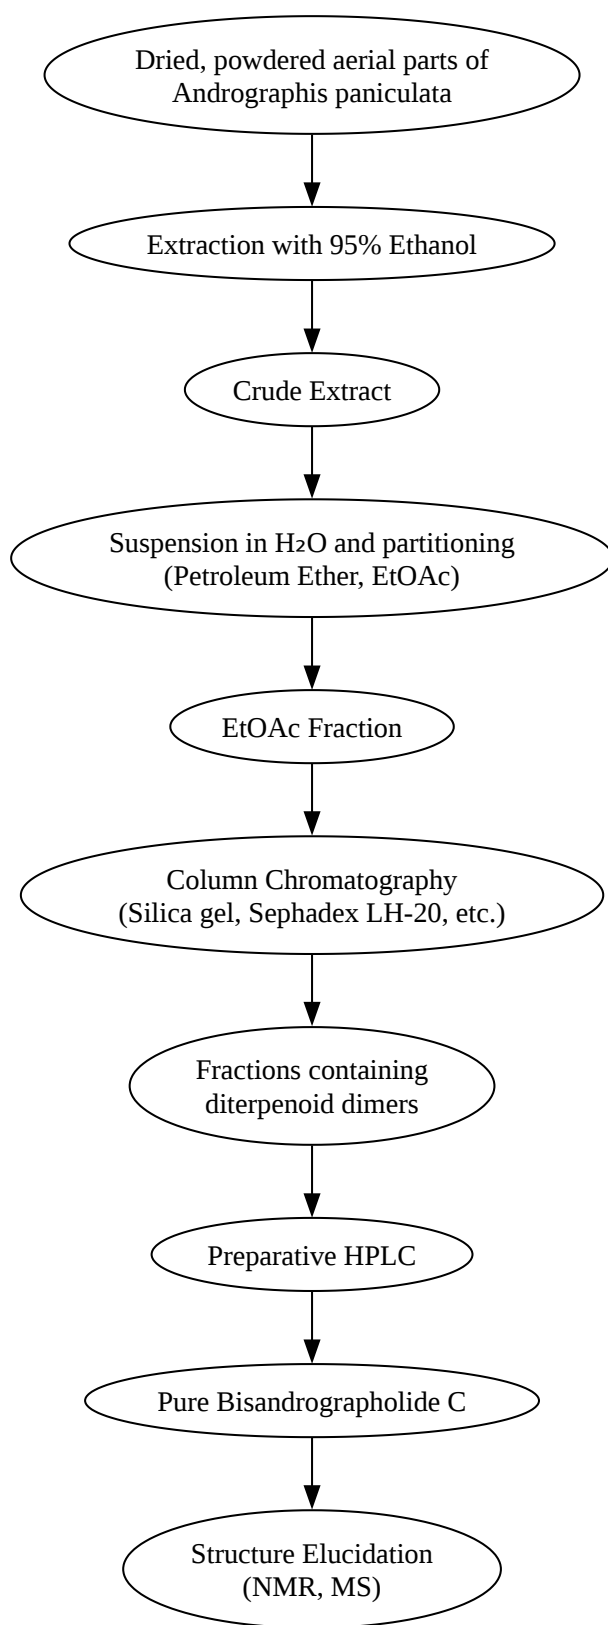 Dried, powdered aerial parts of
Andrographis paniculata
Extraction with 95% Ethanol
Crude Extract
Suspension in H₂O and partitioning
(Petroleum Ether, EtOAc)
EtOAc Fraction
Column Chromatography
(Silica gel, Sephadex LH-20, etc.)
Fractions containing
diterpenoid dimers
Preparative HPLC
Pure Bisandrographolide C
Structure Elucidation
(NMR, MS)